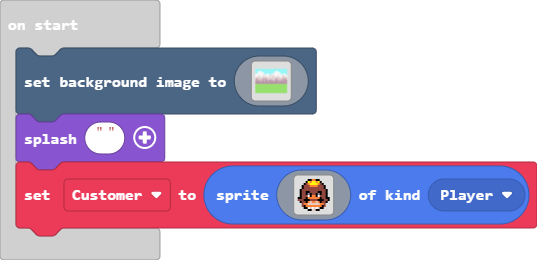 on start
set background image to
splash " "
set Customer to sprite of kind Player